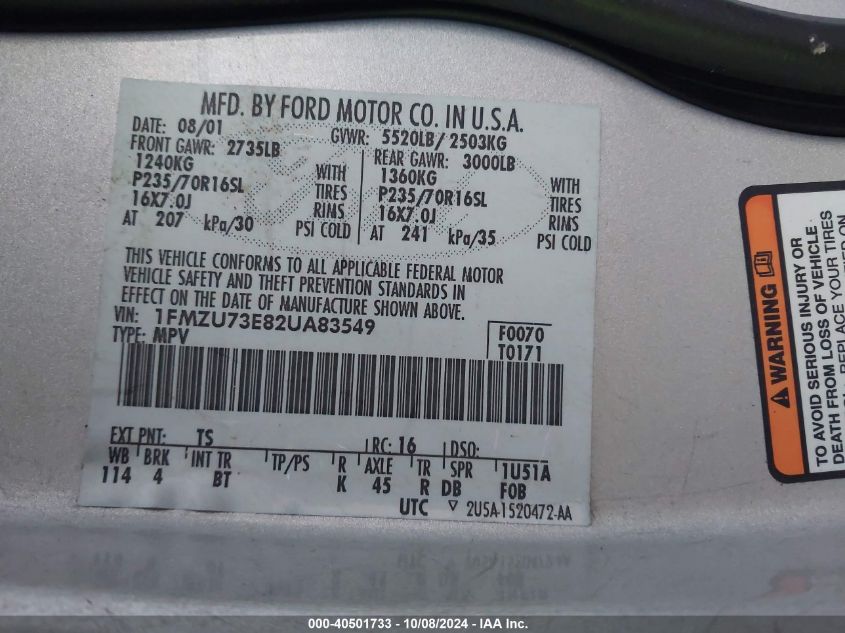 MFD. BY FORD MOTOR CO. IN U.S.A.
DATE: 08/01 GVWR: 5520LB/ 2503KG
FRONT GAWR: 2735LB REAR GAWR: 3000LB
1240KG WITH 1360KG WITH
P235/70R16SL TIRES P235/70R16SL TIRES
16X7.0J RIMS 16X7.0J RIMS
AT 207 kPa/30 PSI COLD AT 241 kPa/35 PSI COLD
THIS VEHICLE CONFORMS TO ALL APPLICABLE FEDERAL MOTOR
VEHICLE SAFETY AND THEFT PREVENTION STANDARDS IN
EFFECT ON THE DATE OF MANUFACTURE SHOWN ABOVE.
VIN: 1FMZU73E82UA83549 F0070
TYPE: MPV T0171
EXT PNT: TS RC: 16 DSO:
WB BRK INT TR TP/PS R AXLE TR SPR 1U51A
114 4 BT K 45 R DB FOB
UTC ▽ 2U5A-1520472-AA
WARNING
TO AVOID SERIOUS INJURY OR
DEATH FROM LOSS OF VEHICLE
REPLACE YOUR TIRES
000-40501733 - 10/08/2024 - IAA Inc.